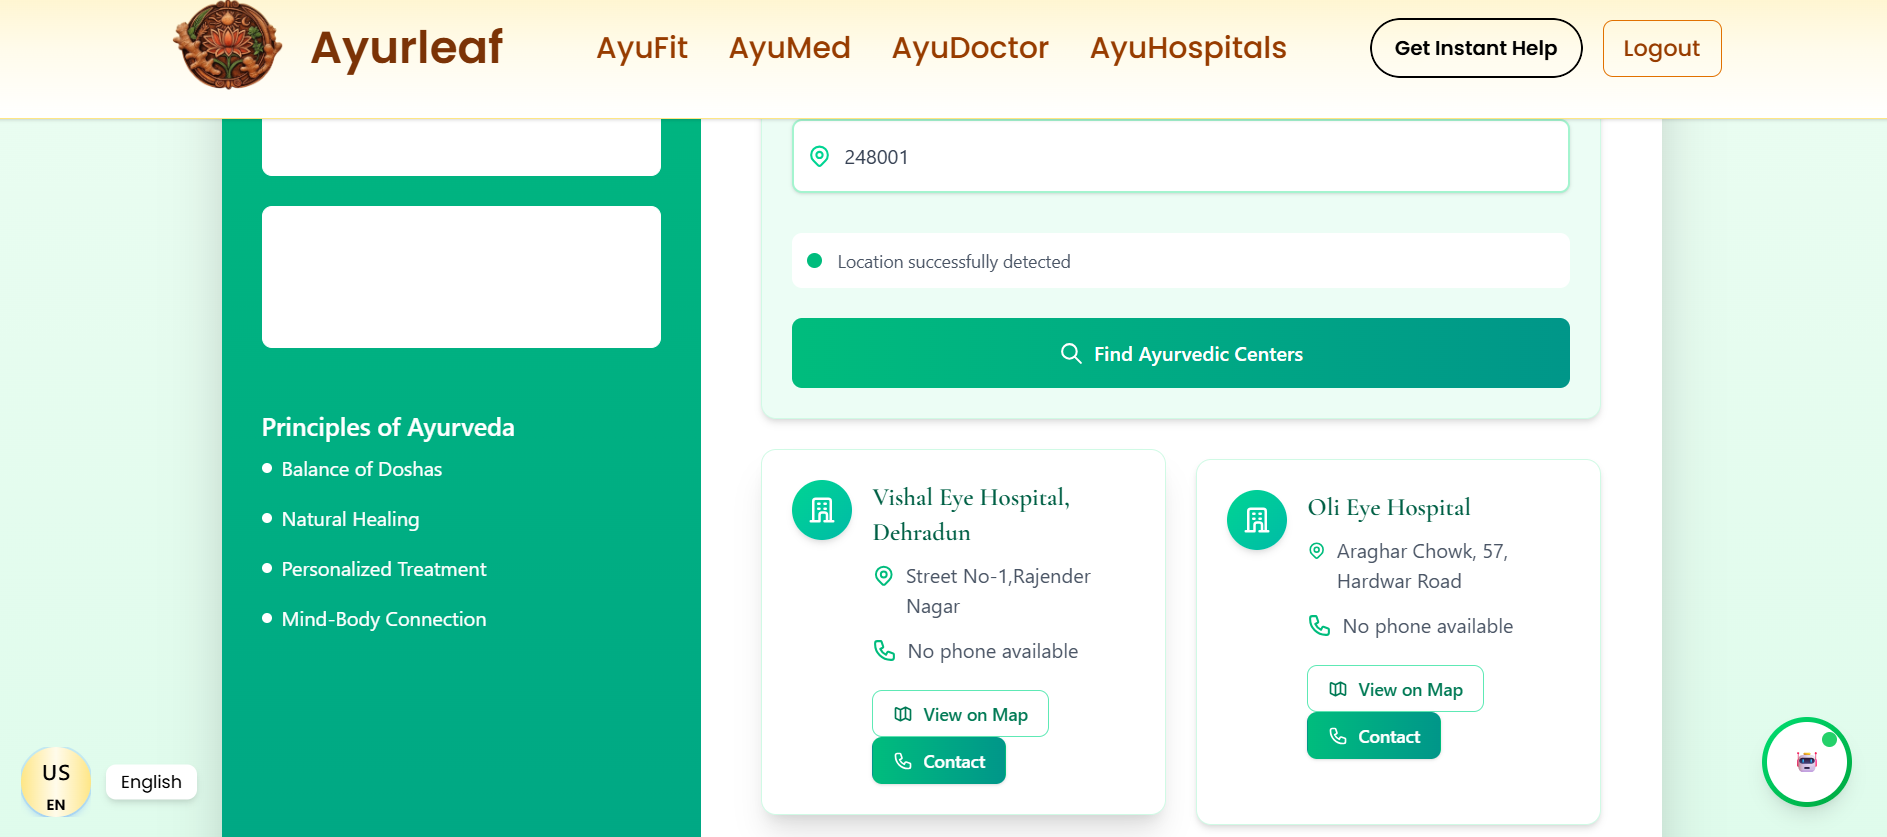 Ayurleaf
AyuFit
AyuMed
AyuDoctor
AyuHospitals
Get Instant Help
Logout
248001
Location successfully detected
Find Ayurvedic Centers
Principles of Ayurveda
Balance of Doshas
Natural Healing
Personalized Treatment
Mind-Body Connection
Vishal Eye Hospital,
Dehradun
Street No-1,Rajender
Nagar
No phone available
View on Map
Contact
Oli Eye Hospital
Araghar Chowk, 57,
Hardwar Road
No phone available
View on Map
Contact
US
EN
English